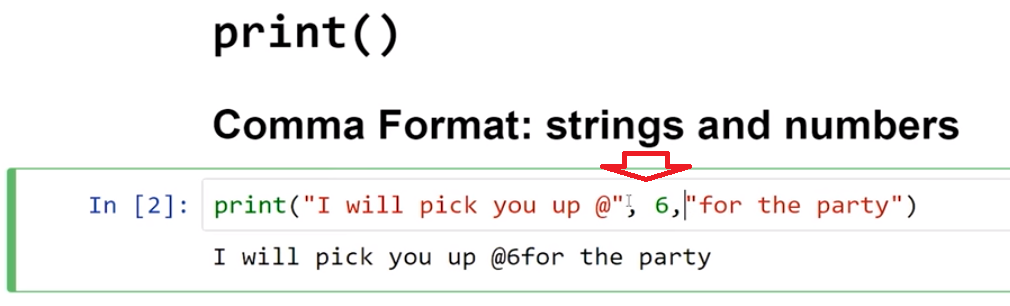 print()
Comma Format: strings and numbers
In [2]: print("I will pick you up @", 6,"for the party")
I will pick you up @6for the party